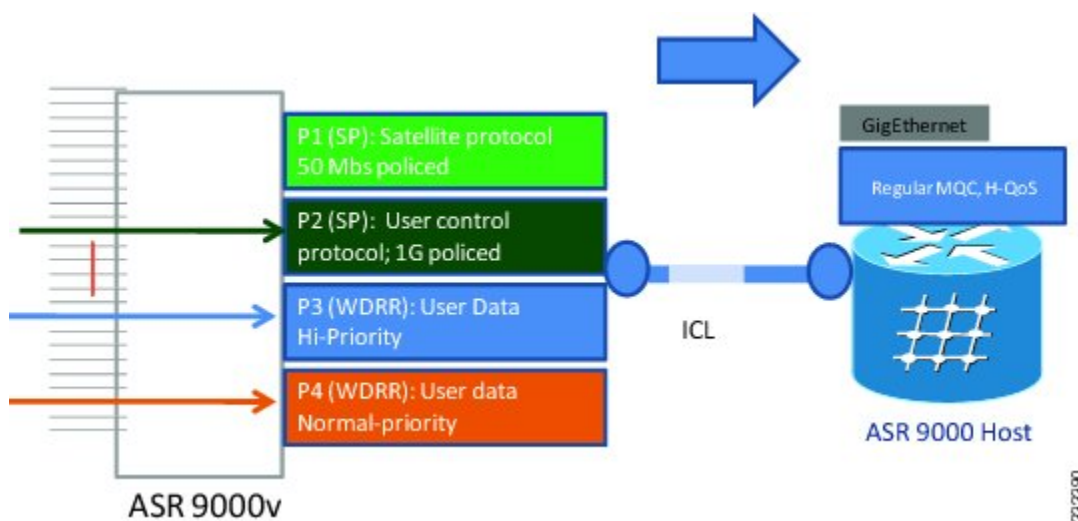 GigEthernet
P1 (SP): Satellite protocol
50 Mbs policed
Regular MQC, H-QoS
P2 (SP): User control
protocol; 1G policed
P3 (WDRR): User Data
Hi-Priority
ICL
P4 (WDRR): User data
Normal-priority
ASR 9000 Host
ASR 9000v